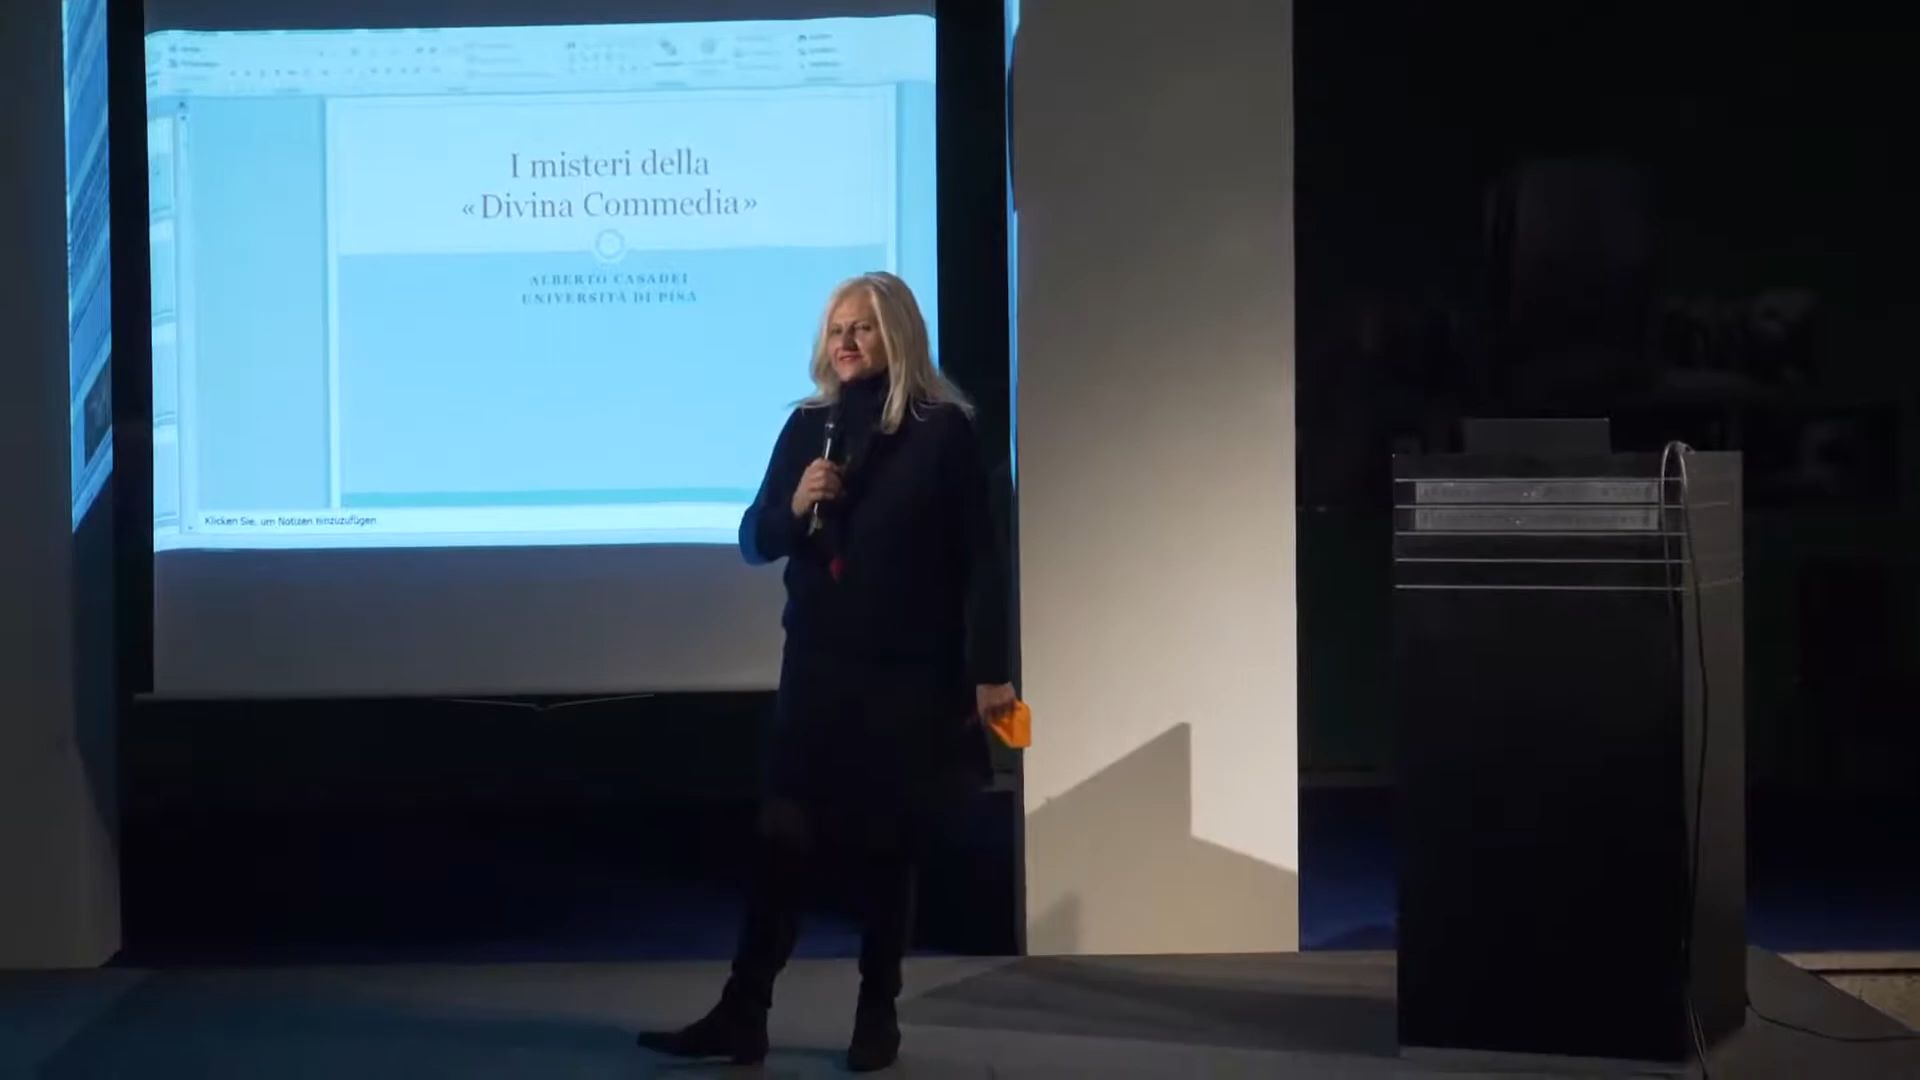 I misteri della
«Divina Commedia»
ALBERTO CASADEI
UNIVERSITÀ DI PISA
Klicken Sie, um Notizen hinzuzufügen